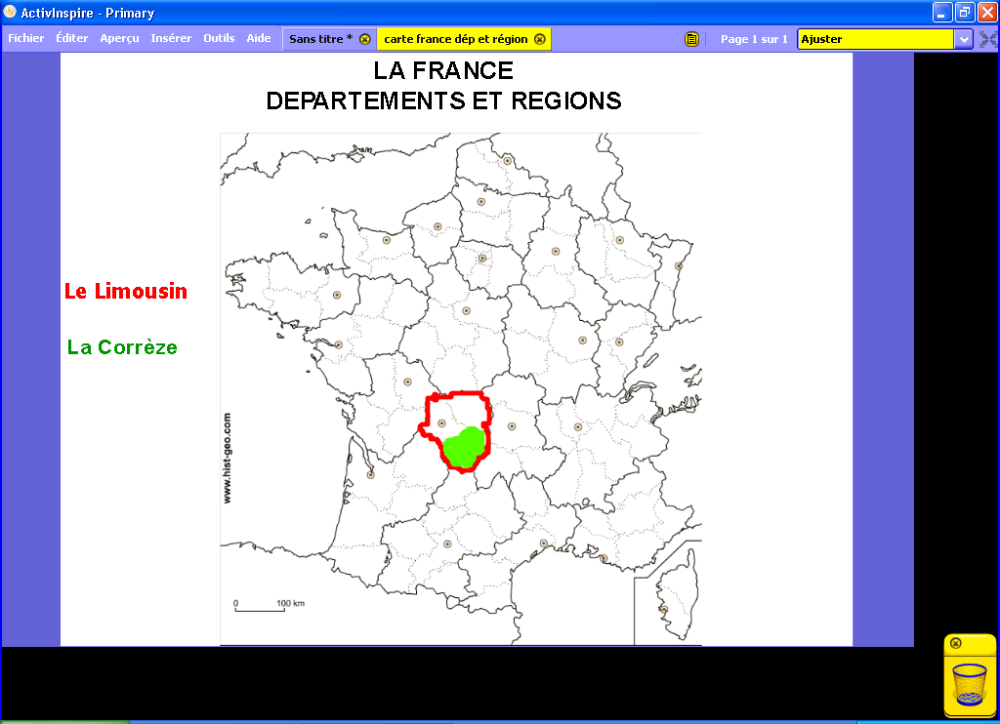 ActivInspire - Primary
Fichier Éditer Aperçu Insérer Outils Aide
Sans titre * carte france dép et région
Page 1 sur 1 Ajuster
LA FRANCE
DEPARTEMENTS ET REGIONS
Le Limousin
La Corrèze
www.hist-geo.com
0 100 km